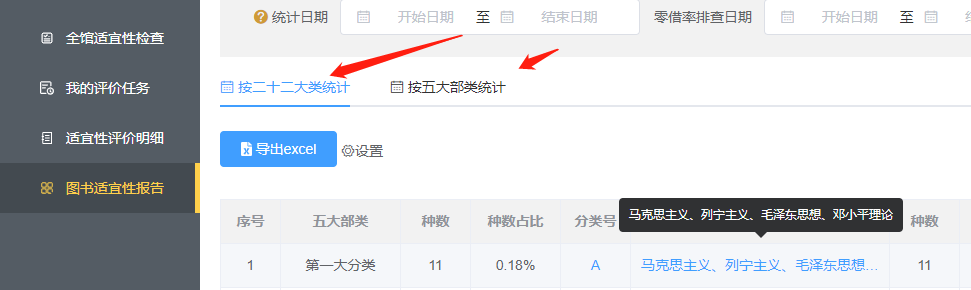 统计日期 开始日期 至 结束日期 零借率排查日期 开始日期 至
全馆适宜性检查
我的评价任务
按二十二大类统计 按五大部类统计
适宜性评价明细
导出excel 设置
图书适宜性报告
马克思主义、列宁主义、毛泽东思想、邓小平理论
序号 五大部类 种数 种数占比 分类号 种数
1 第一大分类 11 0.18% A 马克思主义、列宁主义、毛泽东思想... 11